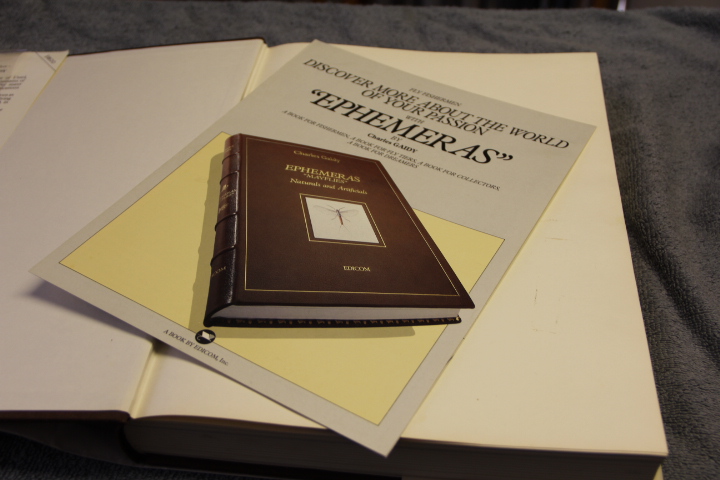 FLY FISHERMEN
DISCOVER MORE ABOUT THE WORLD
OF YOUR PASSION
WITH
"EPHEMERAS"
BY
Charles GAIDY
A BOOK FOR FISHERMEN, A BOOK FOR FLY TIERS, A BOOK FOR COLLECTORS,
A BOOK FOR DREAMERS
Charles Gaidy
EPHEMERAS
"MAYFLIES"
Naturals and Artificials
EDICOM
A BOOK BY EDICOM, Inc.